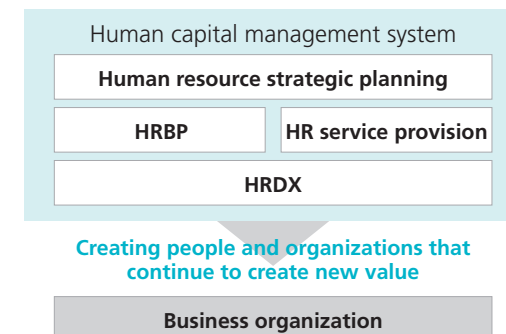 Human capital management system
Human resource strategic planning
HRBP
HR service provision
HRDX
Creating people and organizations that
continue to create new value
Business organization